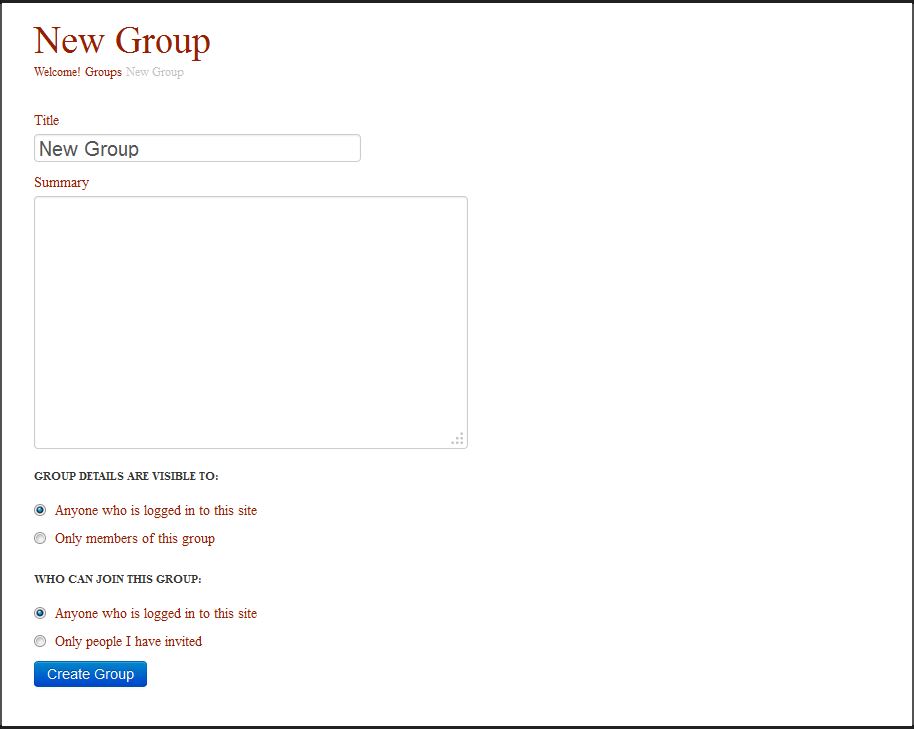 New Group
Welcome! Groups New Group
Title
New Group
Summary
GROUP DETAILS ARE VISIBLE TO:
Anyone who is logged in to this site
Only members of this group
WHO CAN JOIN THIS GROUP:
Anyone who is logged in to this site
Only people I have invited
Create Group